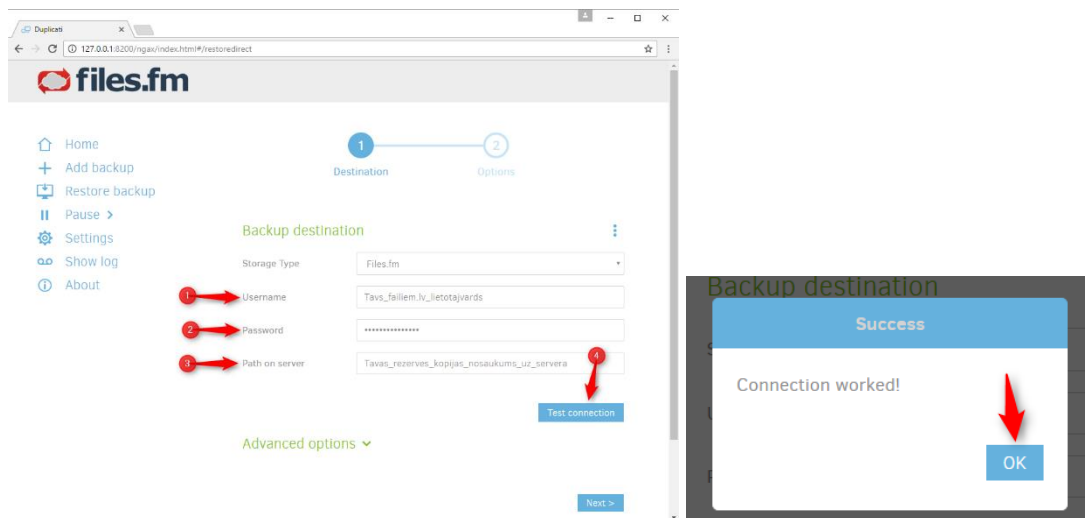 Duplicati
127.0.0.1:8200/ngax/index.html#/restoredirect
files.fm
Home
Add backup
Restore backup
Pause >
Settings
Show log
About
1
2
Destination
Options
Backup destination
Storage Type
Files.fm
1
Username
Tavs_failiem.lv_lietotajvards
2
Password
•••••••••••••••
3
Path on server
Tavas_rezerves_kopijas_nosaukums_uz_servera
4
Test connection
Advanced options
Next >
Backup destination
Success
Connection worked!
OK